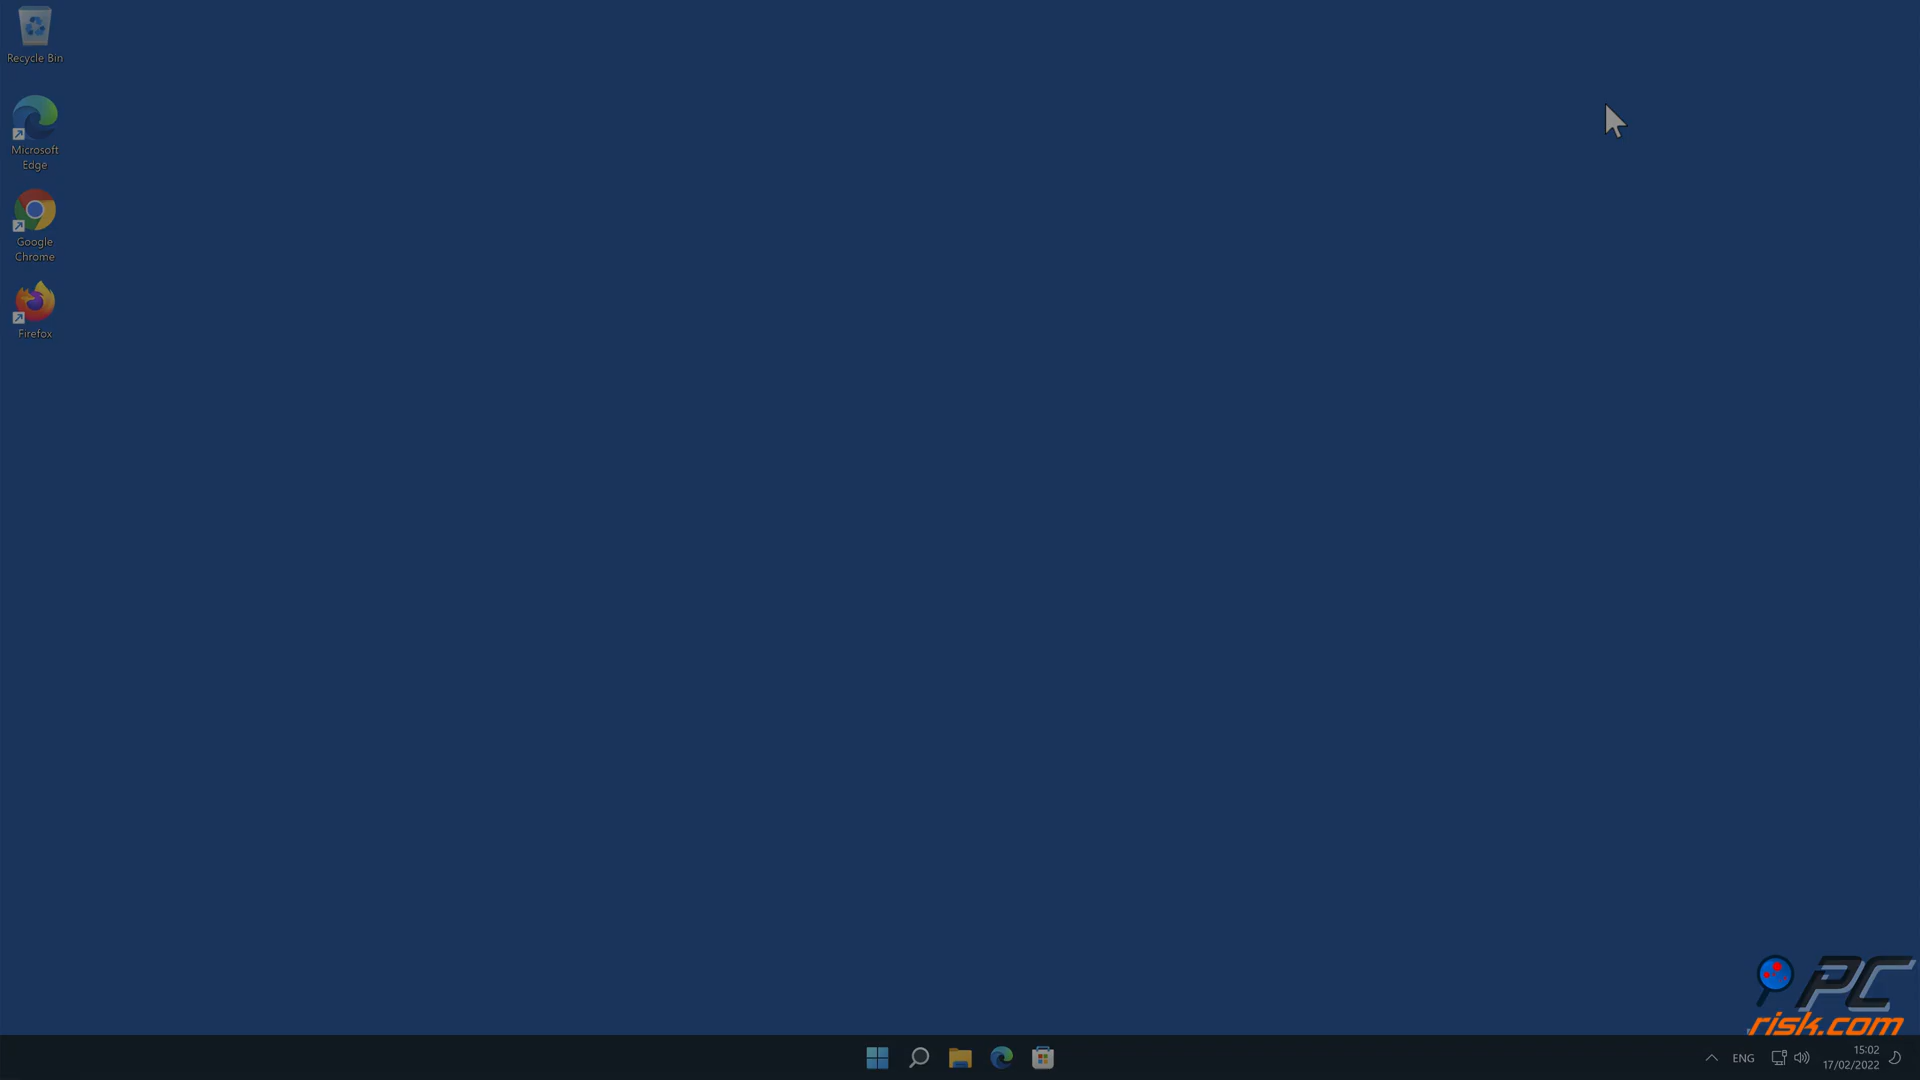 Recycle Bin
Microsoft
Edge
Google
Chrome
Firefox
PC
risk.com
ENG
15:02
17/02/2022